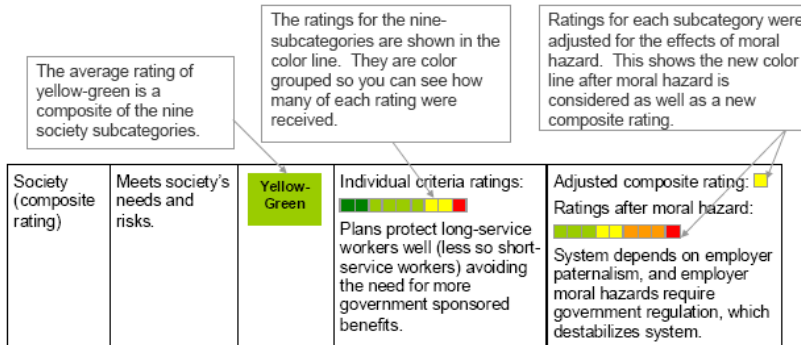 The average rating of
yellow-green is a
composite of the nine
society subcategories.
The ratings for the nine-
subcategories are shown in the
color line.  They are color
grouped so you can see how
many of each rating were
received.
Ratings for each subcategory were
adjusted for the effects of moral
hazard.  This shows the new color
line after moral hazard is
considered as well as a new
composite rating.
Society
(composite
rating)
Meets society's
needs and
risks.
Yellow-
Green
Individual criteria ratings:
Plans protect long-service
workers well (less so short-
service workers) avoiding
the need for more
government sponsored
benefits.
Adjusted composite rating:
Ratings after moral hazard:
System depends on employer
paternalism, and employer
moral hazards require
government regulation, which
destabilizes system.